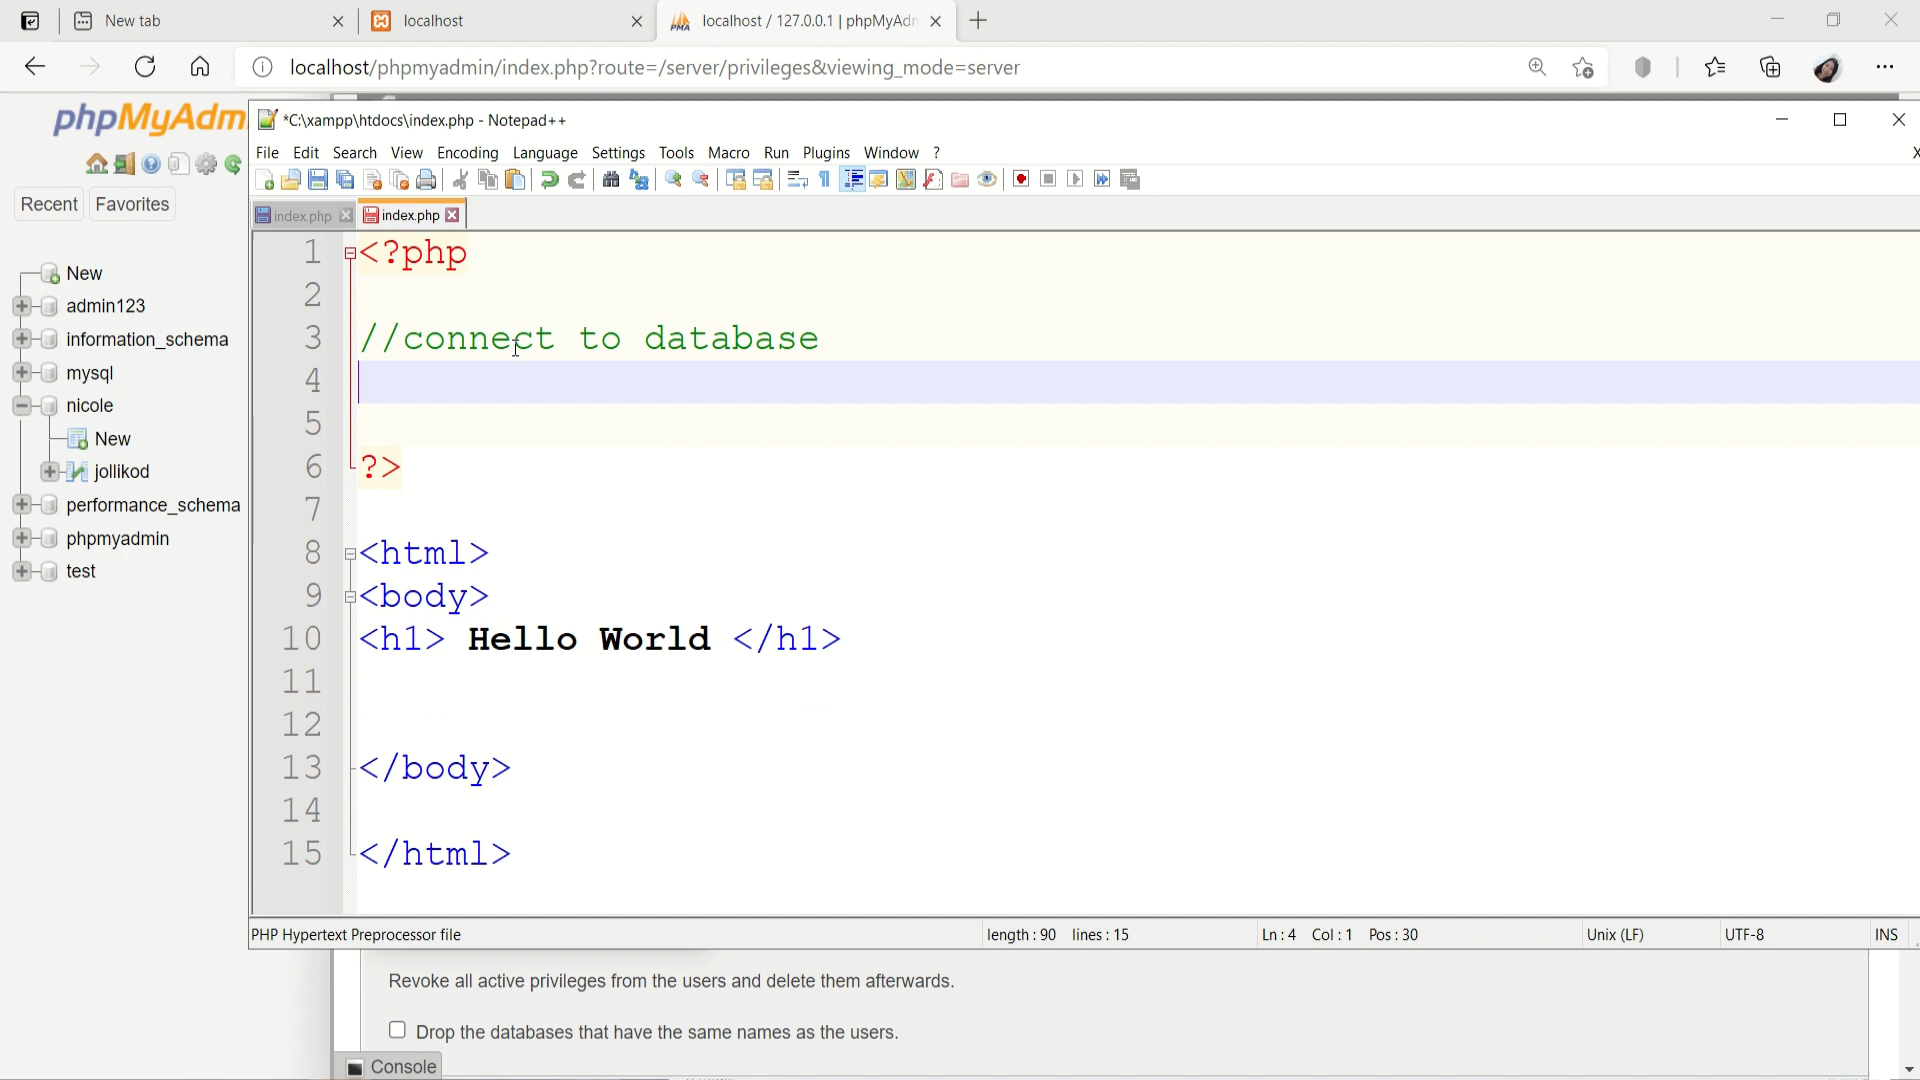 New tab
localhost
localhost / 127.0.0.1 | phpMyAdm
localhost/phpmyadmin/index.php?route=/server/privileges&viewing_mode=server
phpMyAdm
Recent
Favorites
New
admin123
information_schema
mysql
nicole
New
jollikod
performance_schema
phpmyadmin
test
*C:\xampp\htdocs\index.php - Notepad++
File Edit Search View Encoding Language Settings Tools Macro Run Plugins Window ?
X
index.php
index.php
1 <?php
2
3 //connect to database
4
5
6 ?>
7
8 <html>
9 <body>
10 <h1> Hello World </h1>
11
12
13 </body>
14
15 </html>
PHP Hypertext Preprocessor file
length : 90 lines : 15
Ln : 4 Col : 1 Pos : 30
Unix (LF)
UTF-8
INS
Revoke all active privileges from the users and delete them afterwards.
Drop the databases that have the same names as the users.
Console